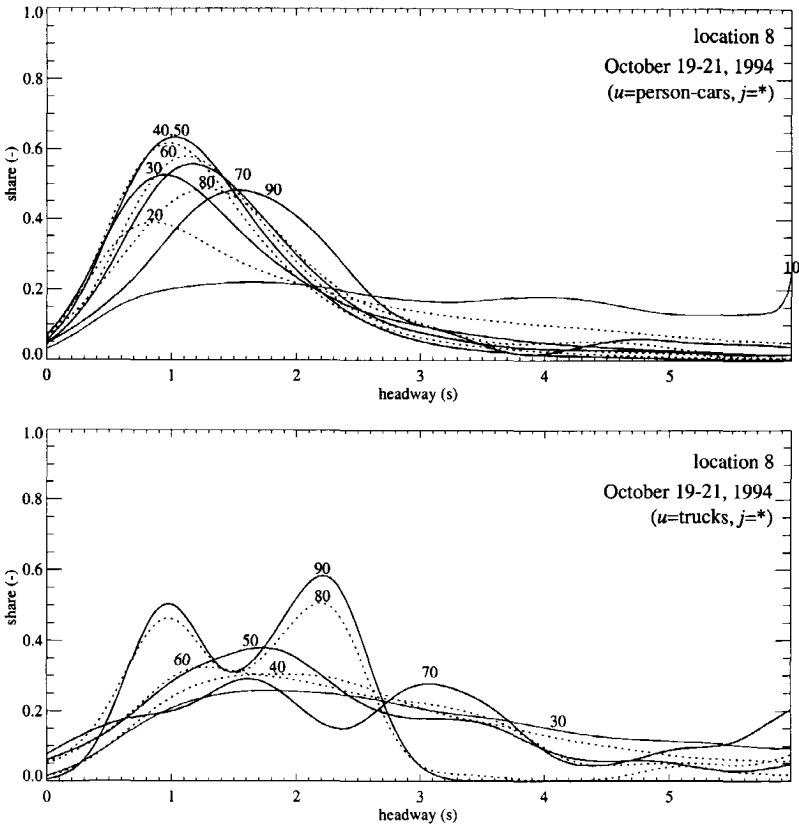 1.0
location 8
October 19-21, 1994
(u=person-cars, j=*)
0.8
share (-)
0.6
40,50
60
30
80
70
90
20
0.4
0.2
10
0.0
0 1 2 3 4 5
headway (s)
1.0
location 8
October 19-21, 1994
(u=trucks, j=*)
0.8
share (-)
0.6
90
80
0.4
50
60
40
70
30
0.2
0.0
0 1 2 3 4 5
headway (s)